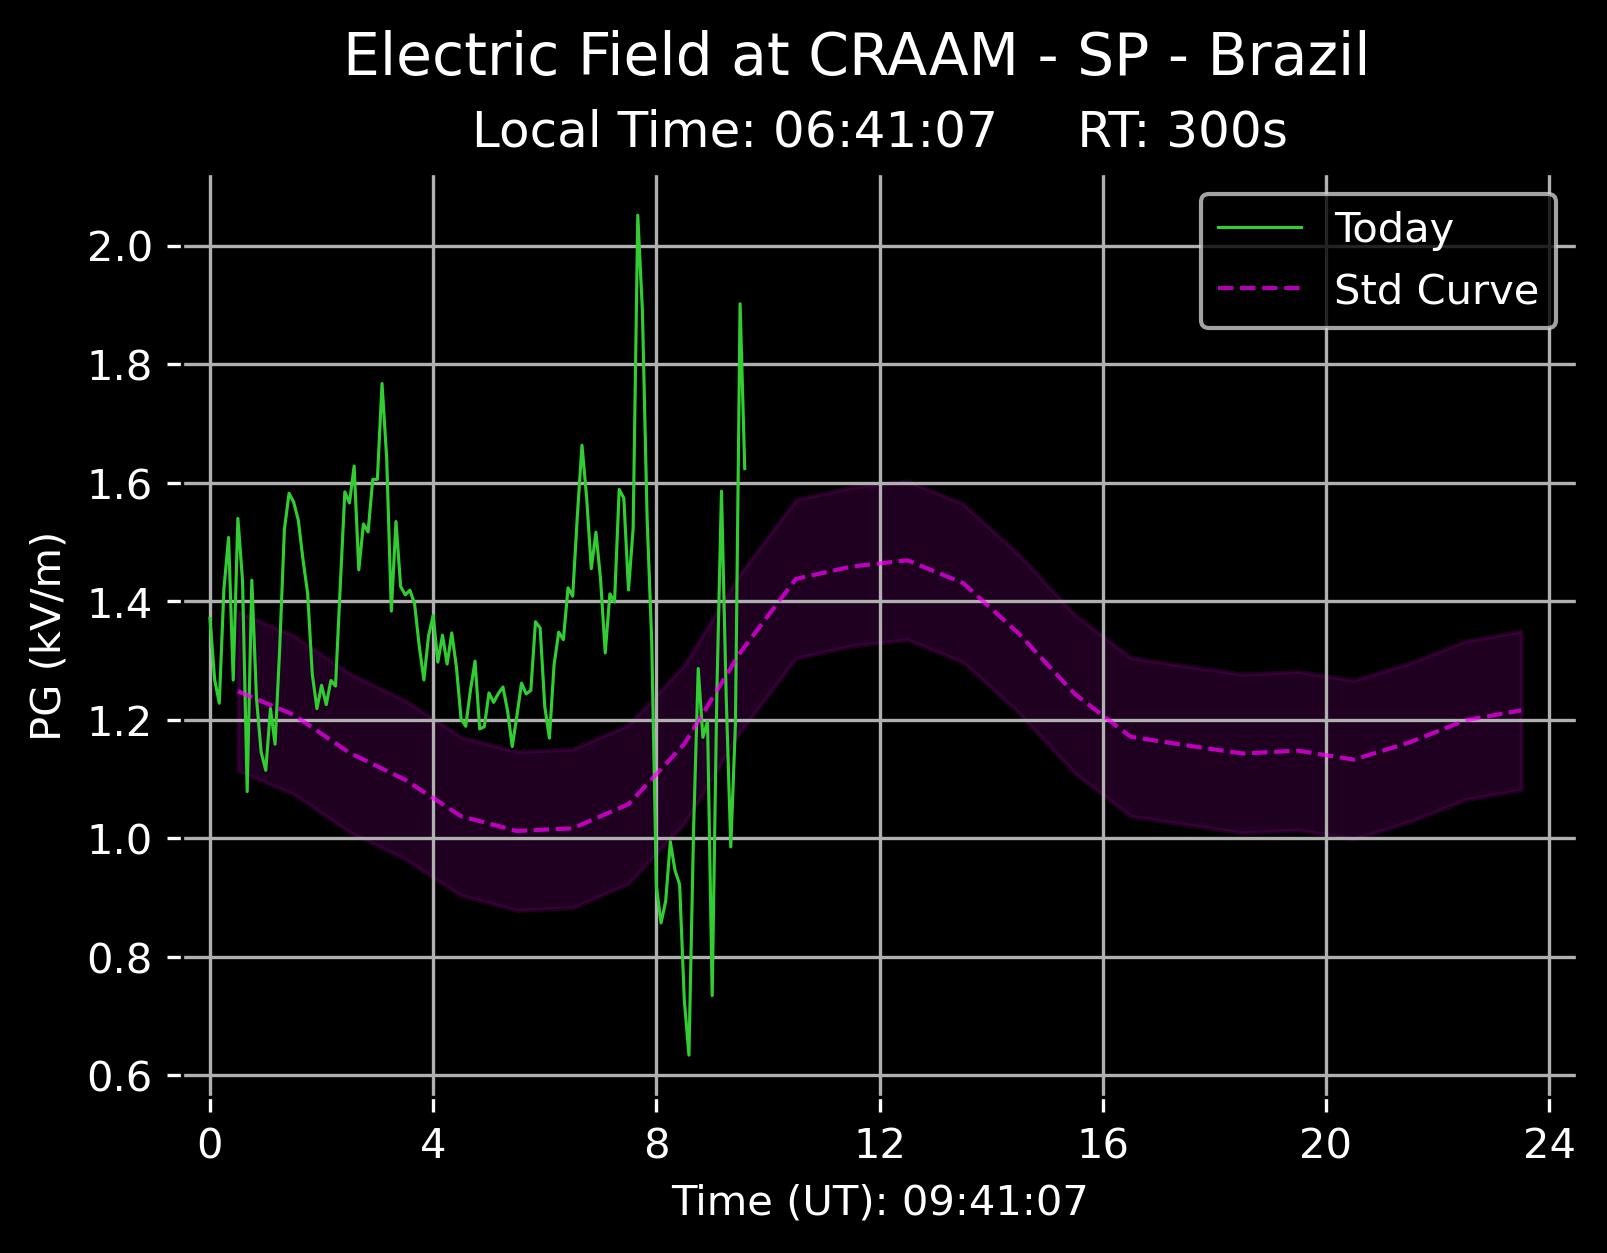 Electric Field at CRAAM - SP - Brazil
Local Time: 06:41:07 RT: 300s
Today
Std Curve
2.0
1.8
1.6
1.4
1.2
1.0
0.8
0.6
PG (kV/m)
0 4 8 12 16 20 24
Time (UT): 09:41:07